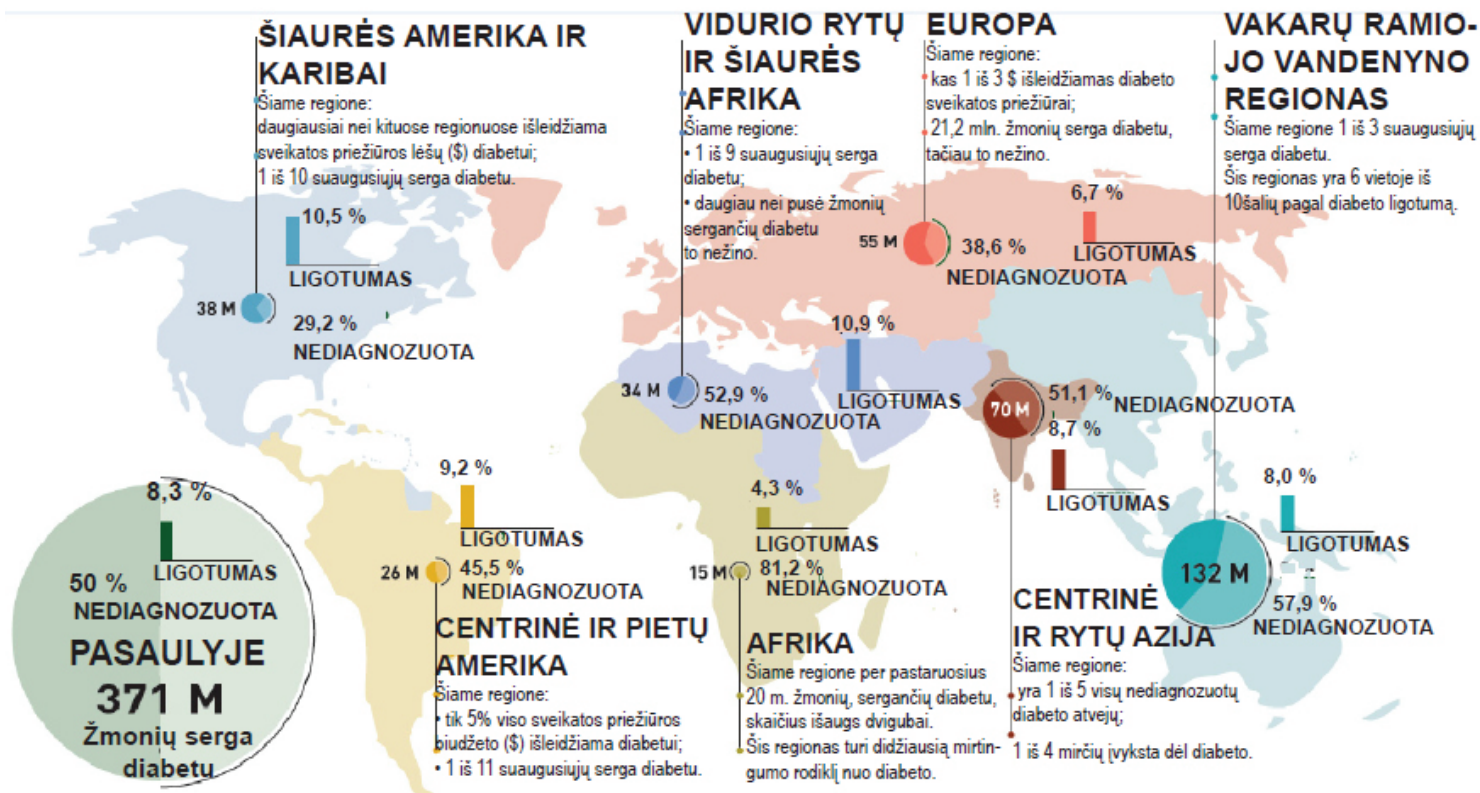 ŠIAURĖS AMERIKA IR
KARIBAI
Šiame regione:
daugiausiai nei kituose regionuose išleidžiama
sveikatos priežiūros lėšų ($) diabetui;
1 iš 10 suaugusiųjų serga diabetu.
10,5 %
LIGOTUMAS
38 M
29,2 %
NEDIAGNOZUOTA
VIDURIO RYTŲ
IR ŠIAURĖS
AFRIKA
Šiame regione:
• 1 iš 9 suaugusiųjų serga
diabetu;
• daugiau nei pusė žmonių
sergančių diabetu
to nežino.
34 M
52,9 %
NEDIAGNOZUOTA
10,9 %
LIGOTUMAS
EUROPA
Šiame regione:
kas 1 iš 3 $ išleidžiamas diabeto
sveikatos priežiūrai;
21,2 mln. žmonių serga diabetu,
tačiau to nežino.
55 M
38,6 %
NEDIAGNOZUOTA
6,7 %
LIGOTUMAS
VAKARŲ RAMIO-
JO VANDENYNO
REGIONAS
Šiame regione 1 iš 3 suaugusiųjų
serga diabetu.
Šis regionas yra 6 vietoje iš
10šalių pagal diabeto ligotumą.
70 M
51,1 %
NEDIAGNOZUOTA
8,7 %
LIGOTUMAS
8,0 %
LIGOTUMAS
132 M
57,9 %
NEDIAGNOZUOTA
8,3 %
LIGOTUMAS
50 %
NEDIAGNOZUOTA
PASAULYJE
371 M
Žmonių serga
diabetu
9,2 %
LIGOTUMAS
26 M
45,5 %
NEDIAGNOZUOTA
CENTRINĖ IR PIETŲ
AMERIKA
Šiame regione:
• tik 5% viso sveikatos priežiūros
biudžeto ($) išleidžiama diabetui;
• 1 iš 11 suaugusiųjų serga diabetu.
4,3 %
LIGOTUMAS
15 M
81,2 %
NEDIAGNOZUOTA
AFRIKA
Šiame regione per pastaruosius
20 m. žmonių, sergančių diabetu,
skaičius išaugs dvigubai.
Šis regionas turi didžiausią mirtin-
gumo rodiklį nuo diabeto.
CENTRINĖ
IR RYTŲ AZIJA
Šiame regione:
yra 1 iš 5 visų nediagnozuotų
diabeto atvejų;
1 iš 4 mirčių įvyksta dėl diabeto.